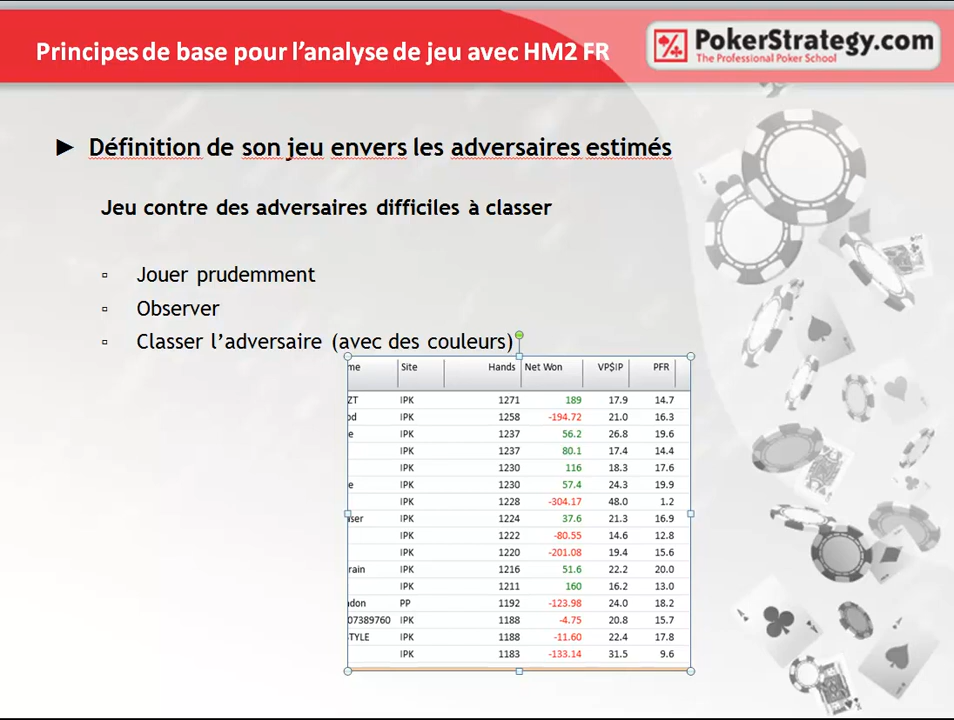 Principes de base pour l'analyse de jeu avec HM2 FR
PokerStrategy.com
The Professional Poker School
► Définition de son jeu envers les adversaires estimés
Jeu contre des adversaires difficiles à classer
▫ Jouer prudemment
▫ Observer
▫ Classer l'adversaire (avec des couleurs)
me Site Hands Net Won VP$IP PFR
ZT IPK 1271 189 17.9 14.7
od IPK 1258 -194.72 21.0 16.3
e IPK 1237 56.2 26.8 19.6
IPK 1237 80.1 17.4 14.4
IPK 1230 116 18.3 17.6
e IPK 1230 57.4 24.3 19.9
IPK 1228 -304.17 48.0 1.2
ser IPK 1224 37.6 21.3 16.9
IPK 1222 -80.55 14.6 12.8
IPK 1220 -201.08 19.4 15.6
rain IPK 1216 51.6 22.2 20.0
IPK 1211 160 16.2 13.0
don PP 1192 -123.98 24.0 18.2
07389760 IPK 1188 -4.75 20.8 15.7
STYLE IPK 1188 -11.60 22.4 17.8
IPK 1183 -133.14 31.5 9.6